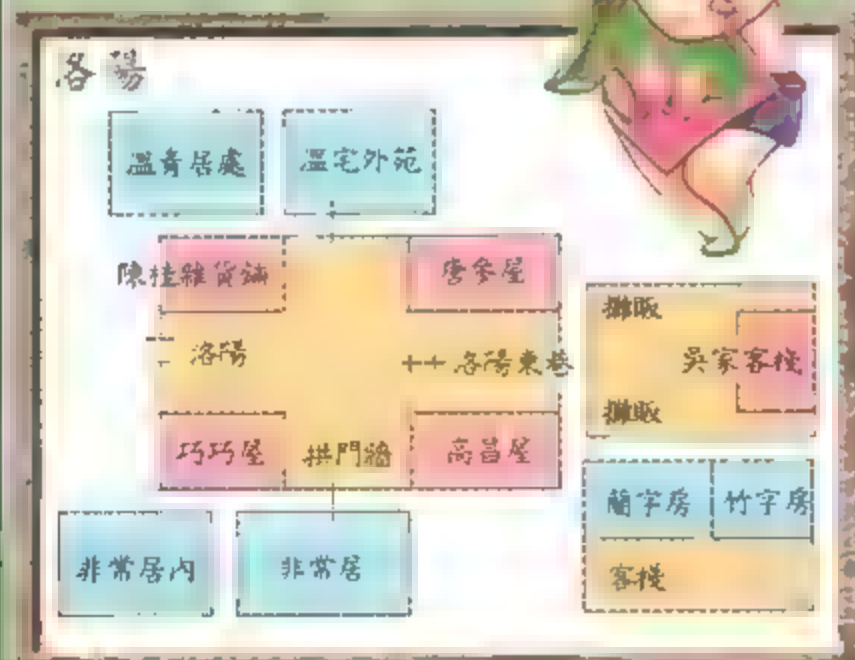 洛陽
溫青居處
溫宅外苑
陳桂雜貨鋪
唐參屋
攤販
洛陽
洛陽東巷
吳家客棧
攤販
巧巧屋
拱門牆
高昌屋
蘭字房
竹字房
非常居內
非常居
客棧